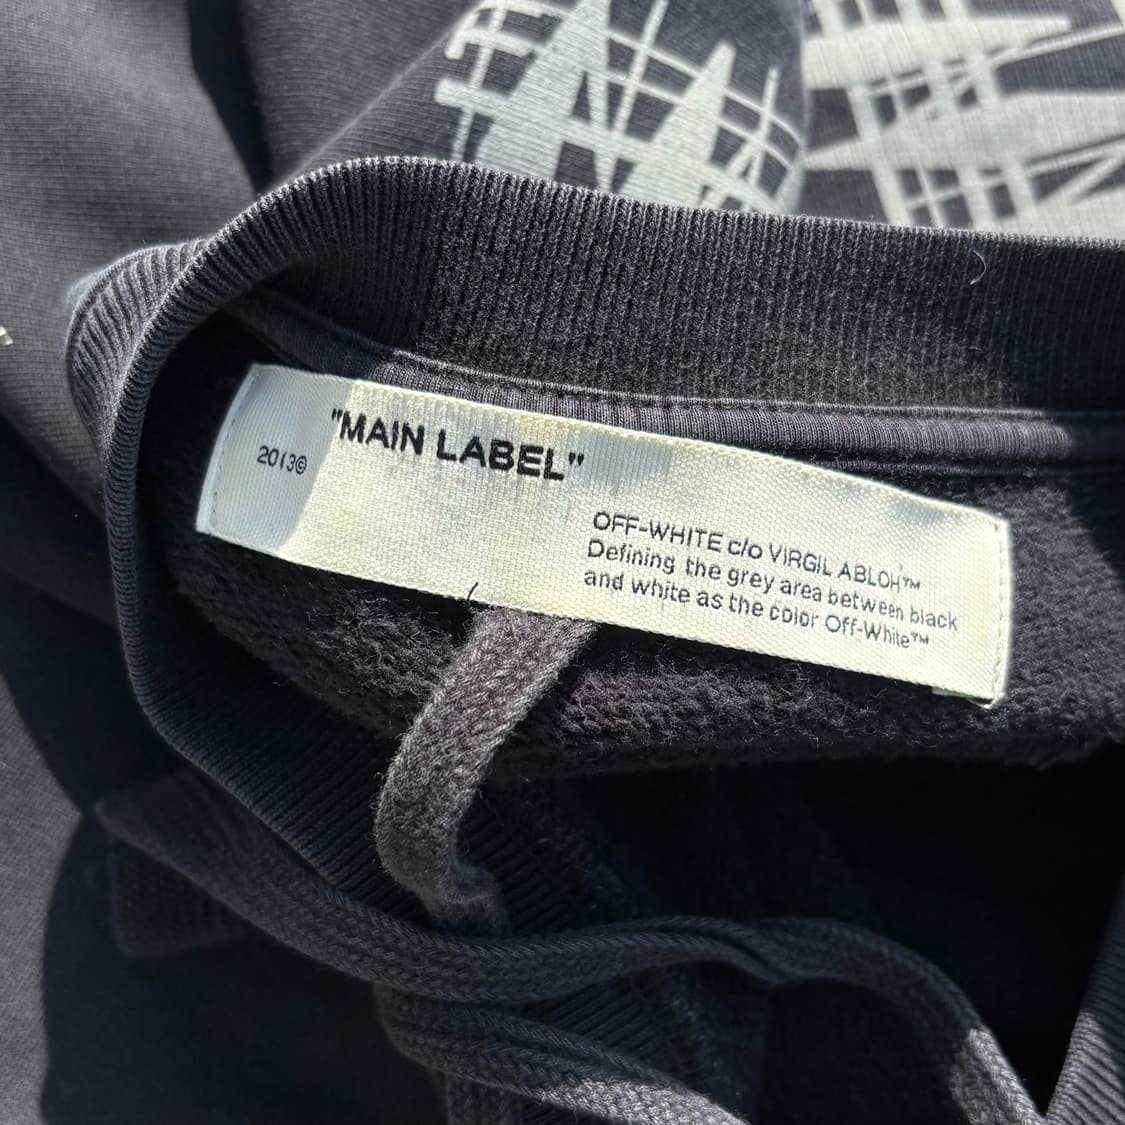 "MAIN LABEL"
2013©
OFF-WHITE c/o VIRGIL ABLOH™
Defining the grey area between black
and white as the color Off-White™